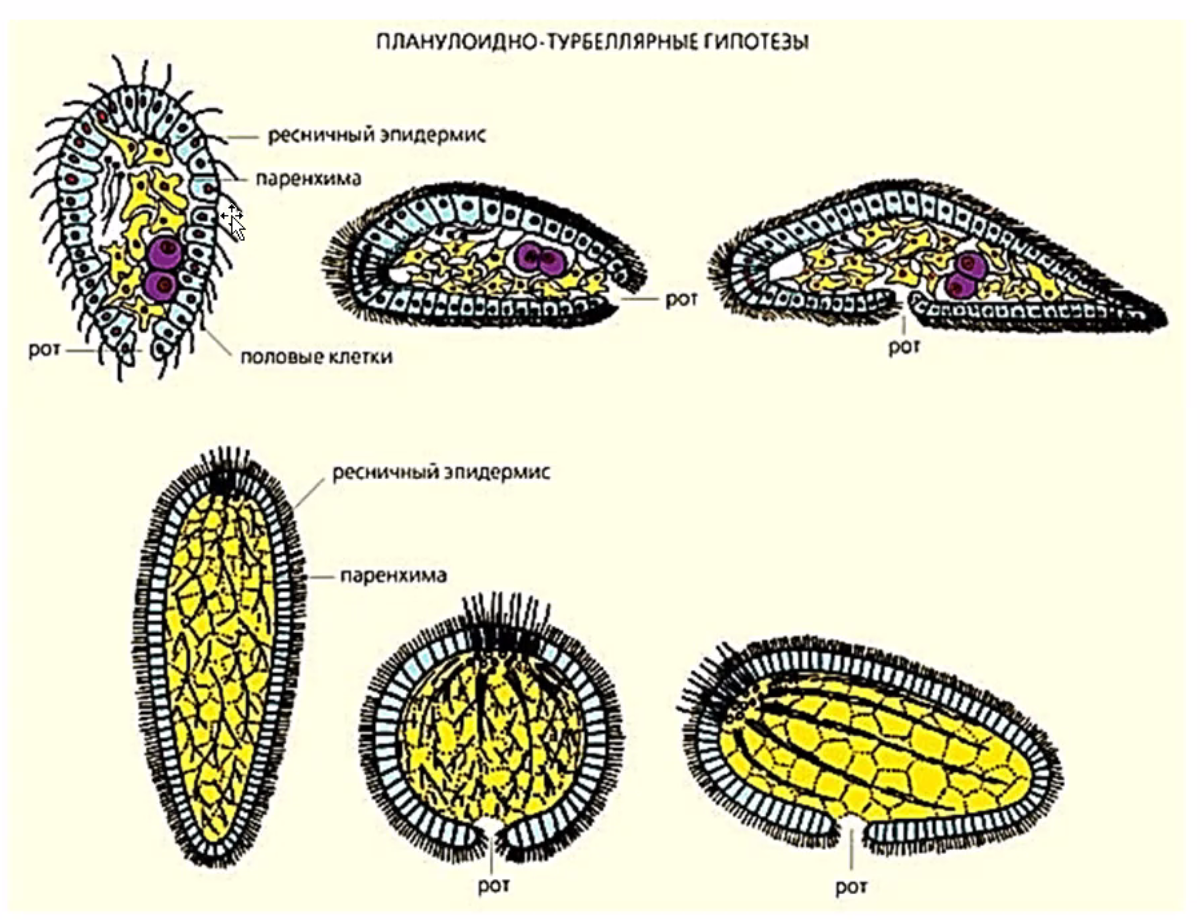 ПЛАНУЛОИДНО-ТУРБЕЛЛЯРНЫЕ ГИПОТЕЗЫ
ресничный эпидермис
паренхима
рот
рот
рот
половые клетки
ресничный эпидермис
паренхима
рот
рот